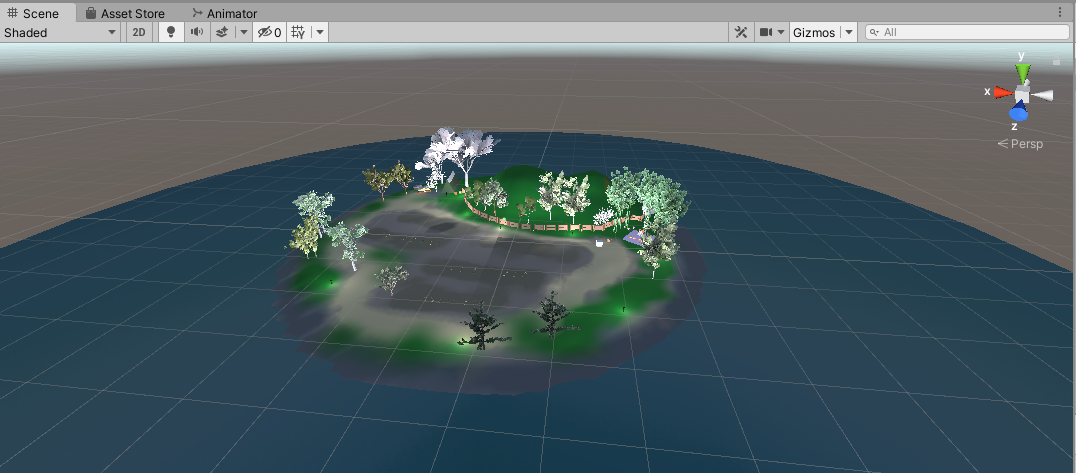 Scene Asset Store Animator
Shaded 2D 0 Gizmos All
y
x
z
Persp